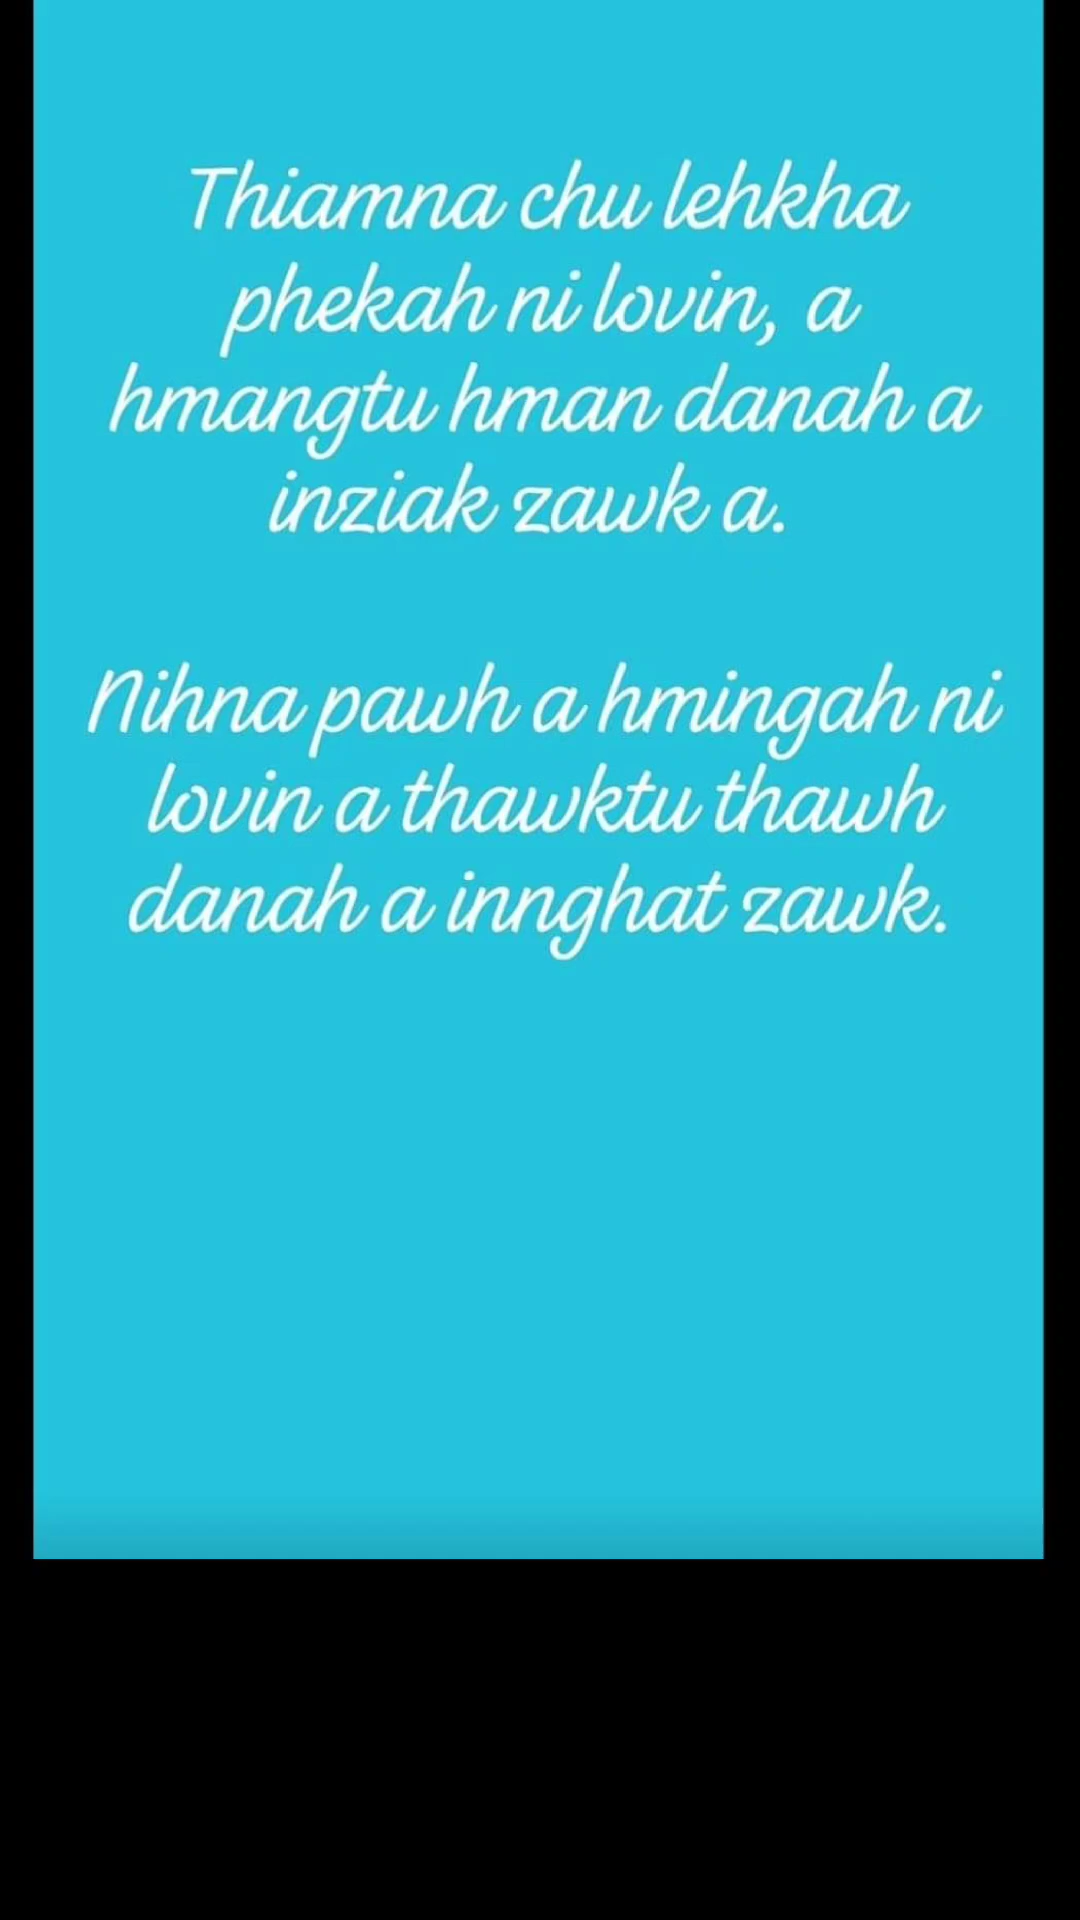 Thiamna chu lehkha
phekah ni lovin, a
hmangtu hman danah a
inziak zawk a.
Nihna pawh a hmingah ni
lovin a thawktu thawh
danah a innghat zawk.